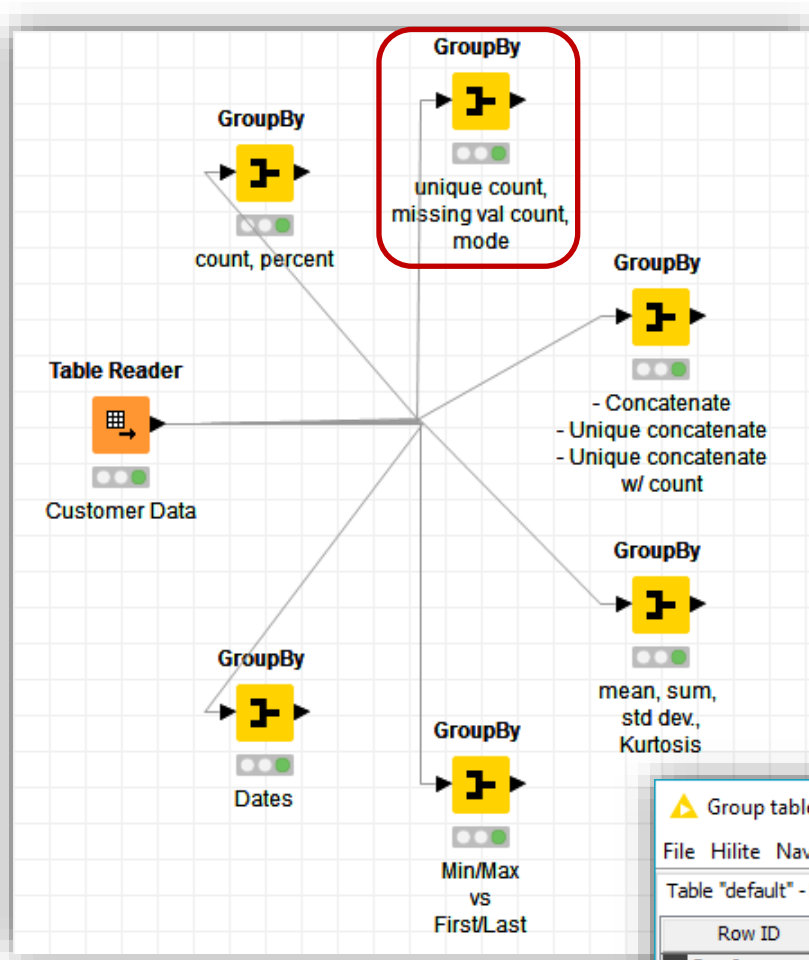 GroupBy
unique count,
missing val count,
mode
GroupBy
count, percent
GroupBy
- Concatenate
- Unique concatenate
- Unique concatenate
w/ count
Table Reader
Customer Data
GroupBy
mean, sum,
std dev.,
Kurtosis
GroupBy
Dates
GroupBy
Min/Max
vs
First/Last
Group table
File Hilite Nav
Table "default" -
Row ID